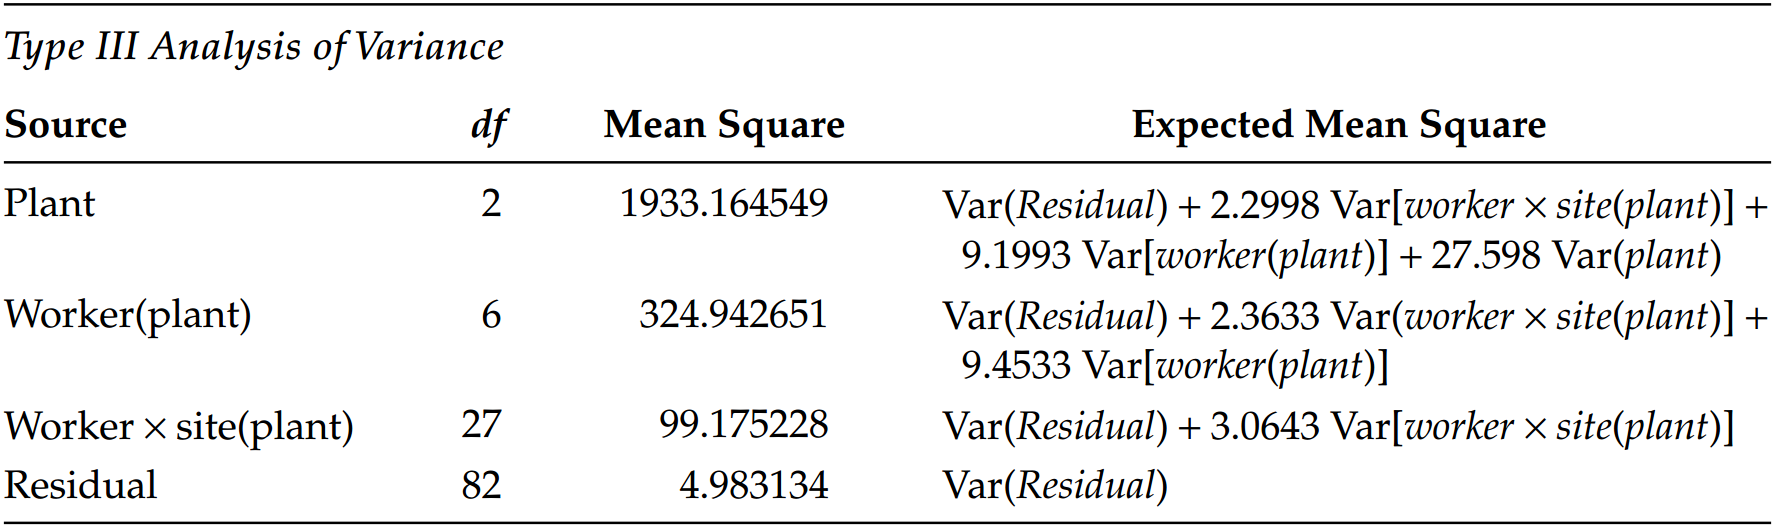 Type III Analysis of Variance
Source df Mean Square Expected Mean Square
Plant 2 1933.164549 Var(Residual) + 2.2998 Var[worker × site(plant)] +
9.1993 Var[worker(plant)] + 27.598 Var(plant)
Worker(plant) 6 324.942651 Var(Residual) + 2.3633 Var(worker × site(plant)] +
9.4533 Var[worker(plant)]
Worker × site(plant) 27 99.175228 Var(Residual) + 3.0643 Var[worker × site(plant)]
Residual 82 4.983134 Var(Residual)